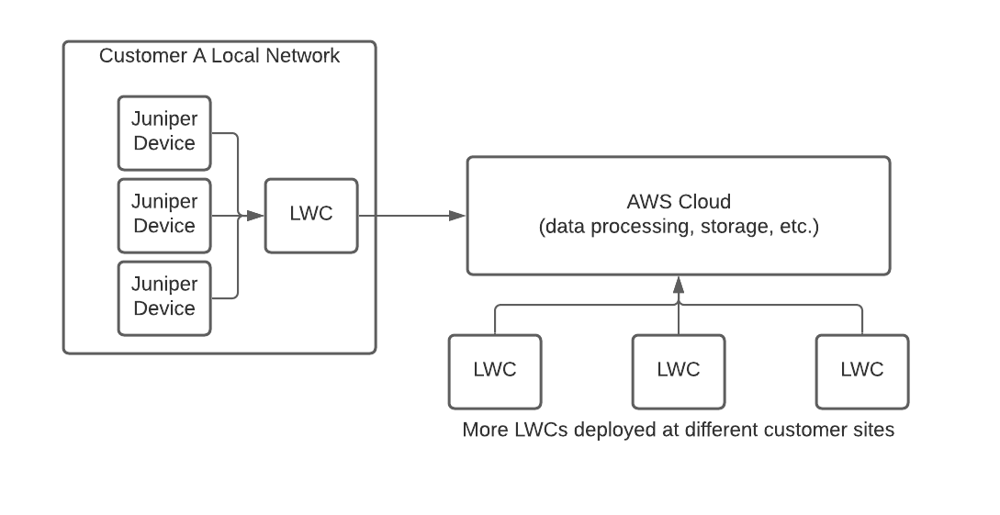 Customer A Local Network
Juniper
Device
Juniper
Device
Juniper
Device
LWC
AWS Cloud
(data processing, storage, etc.)
LWC
LWC
LWC
More LWCs deployed at different customer sites